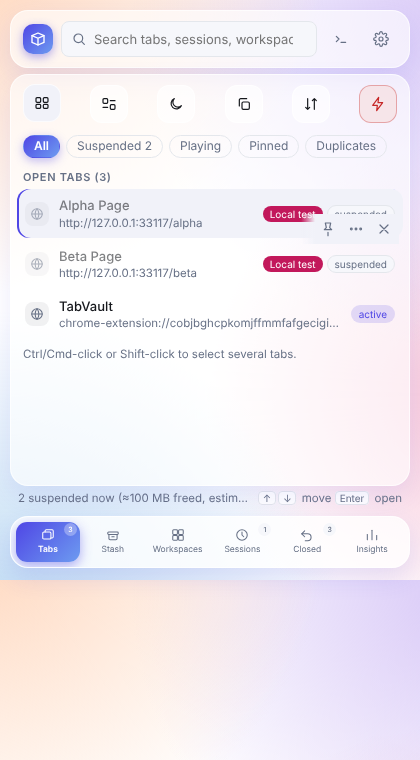 Search tabs, sessions, workspac
All Suspended 2 Playing Pinned Duplicates
OPEN TABS (3)
Alpha Page
http://127.0.0.1:33117/alpha
Local test suspended
Beta Page
http://127.0.0.1:33117/beta
Local test suspended
TabVault
chrome-extension://cobjbghcpkomjffmmfafgecigi...
active
Ctrl/Cmd-click or Shift-click to select several tabs.
2 suspended now (≈100 MB freed, estim... ↑ ↓ move Enter open
3 1 3
Tabs Stash Workspaces Sessions Closed Insights